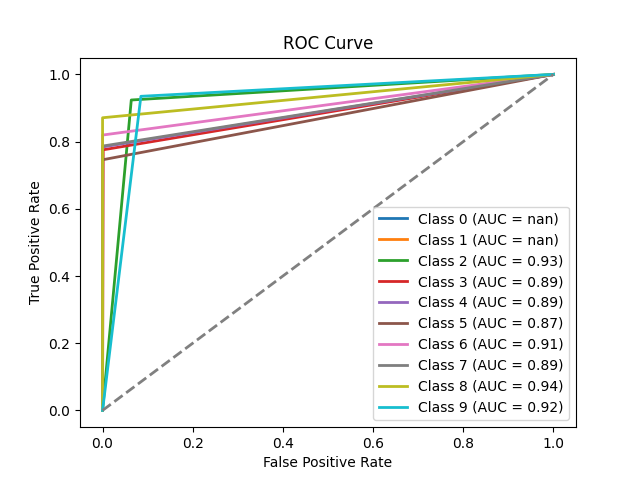 ROC Curve
True Positive Rate
1.0
0.8
0.6
0.4
0.2
0.0
Class 0 (AUC = nan)
Class 1 (AUC = nan)
Class 2 (AUC = 0.93)
Class 3 (AUC = 0.89)
Class 4 (AUC = 0.89)
Class 5 (AUC = 0.87)
Class 6 (AUC = 0.91)
Class 7 (AUC = 0.89)
Class 8 (AUC = 0.94)
Class 9 (AUC = 0.92)
0.0 0.2 0.4 0.6 0.8 1.0
False Positive Rate